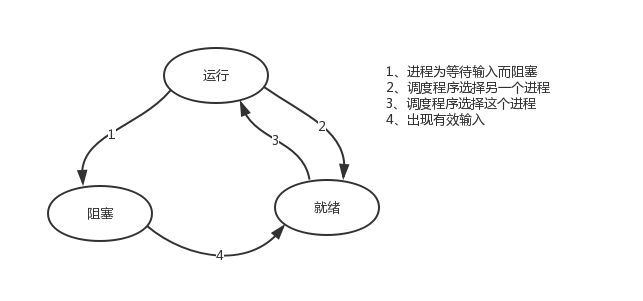 运行
1、进程为等待输入而阻塞
2、调度程序选择另一个进程
3、调度程序选择这个进程
4、出现有效输入
1
2
3
阻塞
就绪
4